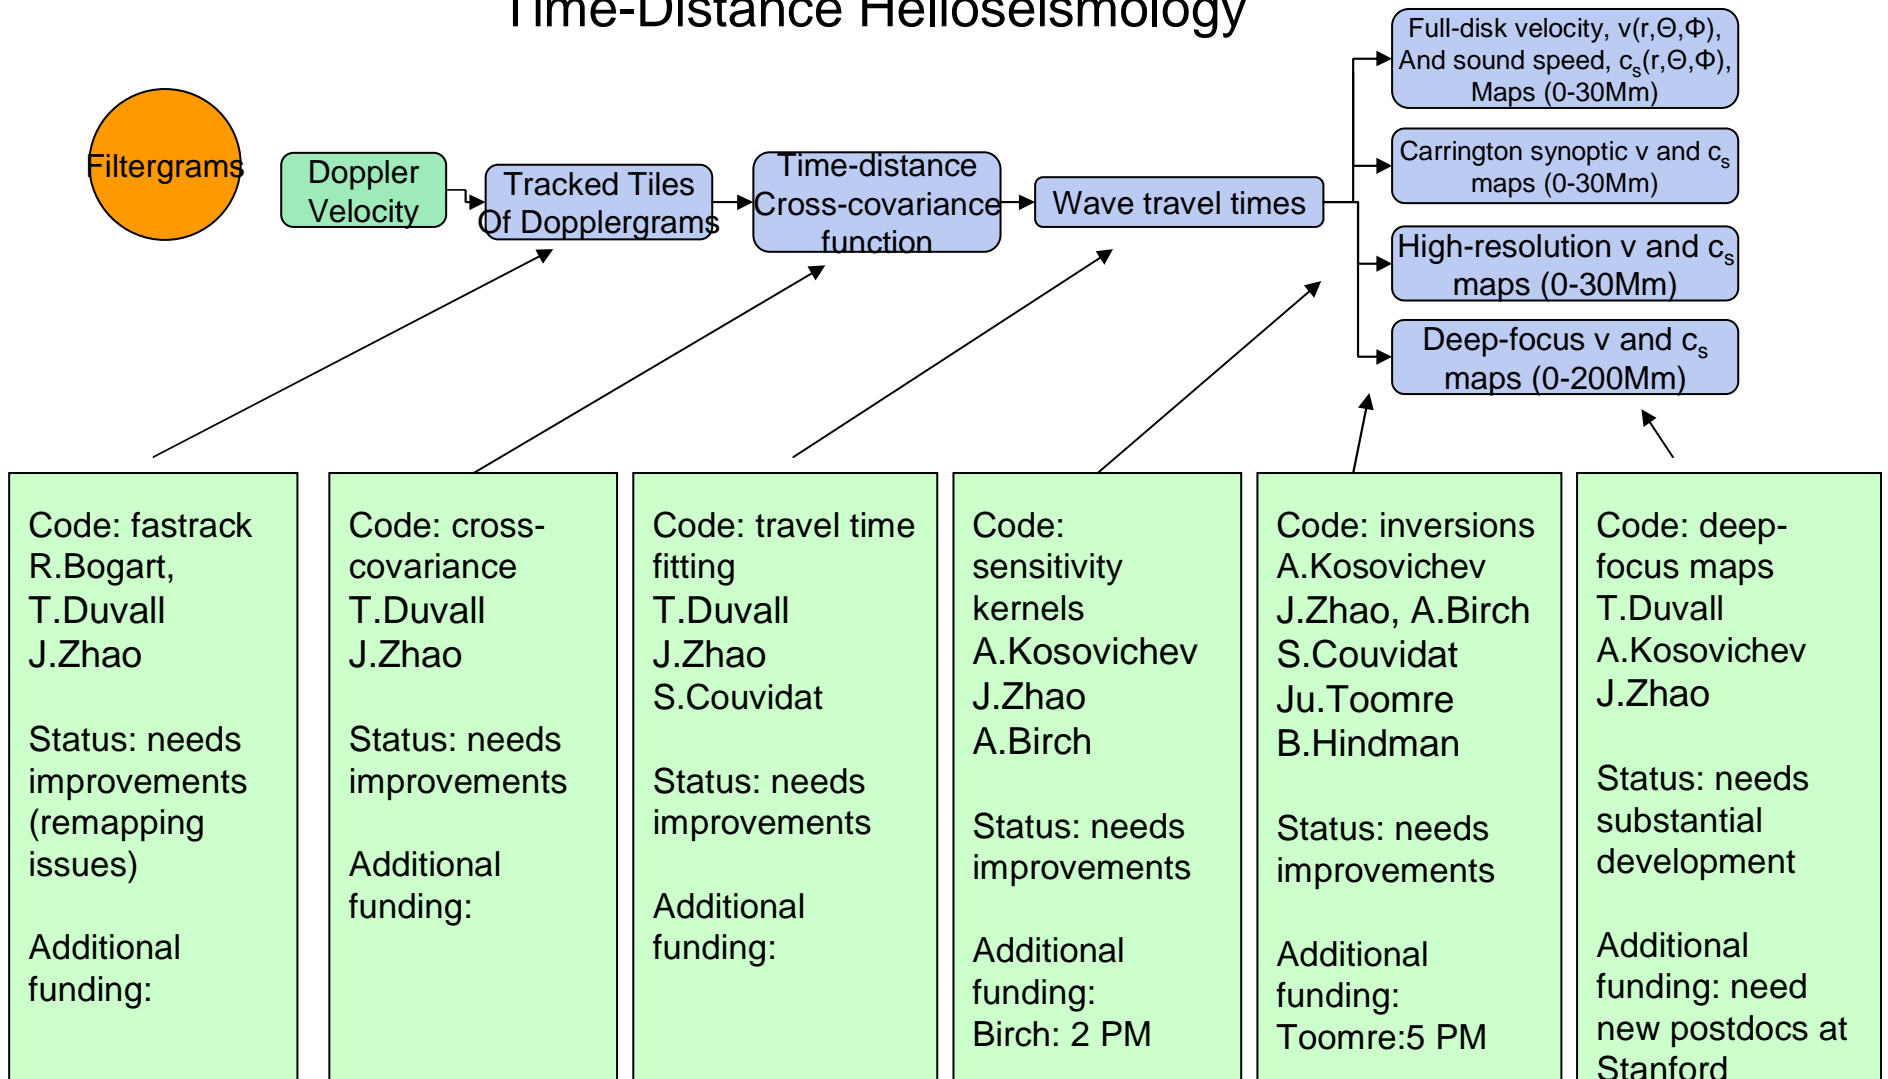 Time-Distance Helioseismology
Filtergrams
Doppler
Velocity
Tracked Tiles
Of Dopplergrams
Time-distance
Cross-covariance
function
Wave travel times
Full-disk velocity, v(r,Θ,Φ),
And sound speed, cs(r,Θ,Φ),
Maps (0-30Mm)
Carrington synoptic v and cs
maps (0-30Mm)
High-resolution v and cs
maps (0-30Mm)
Deep-focus v and cs
maps (0-200Mm)
Code: fastrack
R.Bogart,
T.Duvall
J.Zhao
Status: needs
improvements
(remapping
issues)
Additional
funding:
Code: cross-
covariance
T.Duvall
J.Zhao
Status: needs
improvements
Additional
funding:
Code: travel time
fitting
T.Duvall
J.Zhao
S.Couvidat
Status: needs
improvements
Additional
funding:
Code:
sensitivity
kernels
A.Kosovichev
J.Zhao
A.Birch
Status: needs
improvements
Additional
funding:
Birch: 2 PM
Code: inversions
A.Kosovichev
J.Zhao, A.Birch
S.Couvidat
Ju.Toomre
B.Hindman
Status: needs
improvements
Additional
funding:
Toomre:5 PM
Code: deep-
focus maps
T.Duvall
A.Kosovichev
J.Zhao
Status: needs
substantial
development
Additional
funding: need
new postdocs at
Stanford